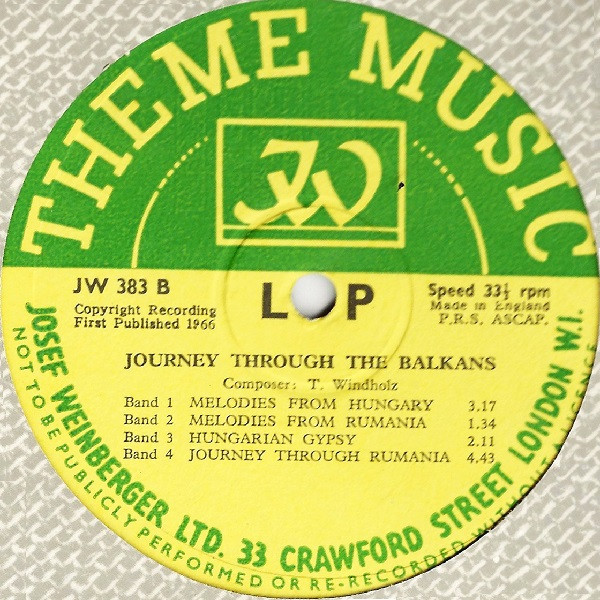 THEME MUSIC
JW
JW 383 B
Copyright Recording
First Published 1966
L P
Speed 33⅓ rpm
Made in England
P.R.S. ASCAP.
JOURNEY THROUGH THE BALKANS
Composer: T. Windholz
Band 1 MELODIES FROM HUNGARY 3.17
Band 2 MELODIES FROM RUMANIA 1.34
Band 3 HUNGARIAN GYPSY 2.11
Band 4 JOURNEY THROUGH RUMANIA 4.43
JOSEF WEINBERGER LTD. 33 CRAWFORD STREET LONDON W.I.
NOT TO BE PUBLICLY PERFORMED OR RE-RECORDED WITHOUT A LICENCE